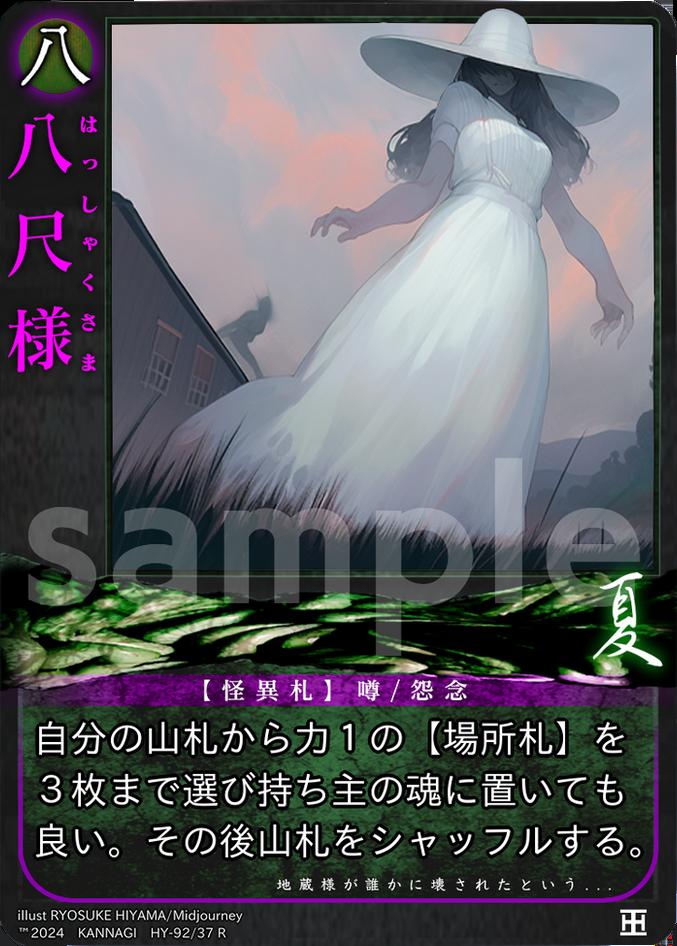 八
八尺様
はっしゃくさま
sample
夏
【怪異札】 噂/怨念
自分の山札から力１の【場所札】を
３枚まで選び持ち主の魂に置いても
良い。その後山札をシャッフルする。
地蔵様が誰かに壊されたという...
illust RYOSUKE HIYAMA/Midjourney
™2024 KANNAGI HY-92/37 R